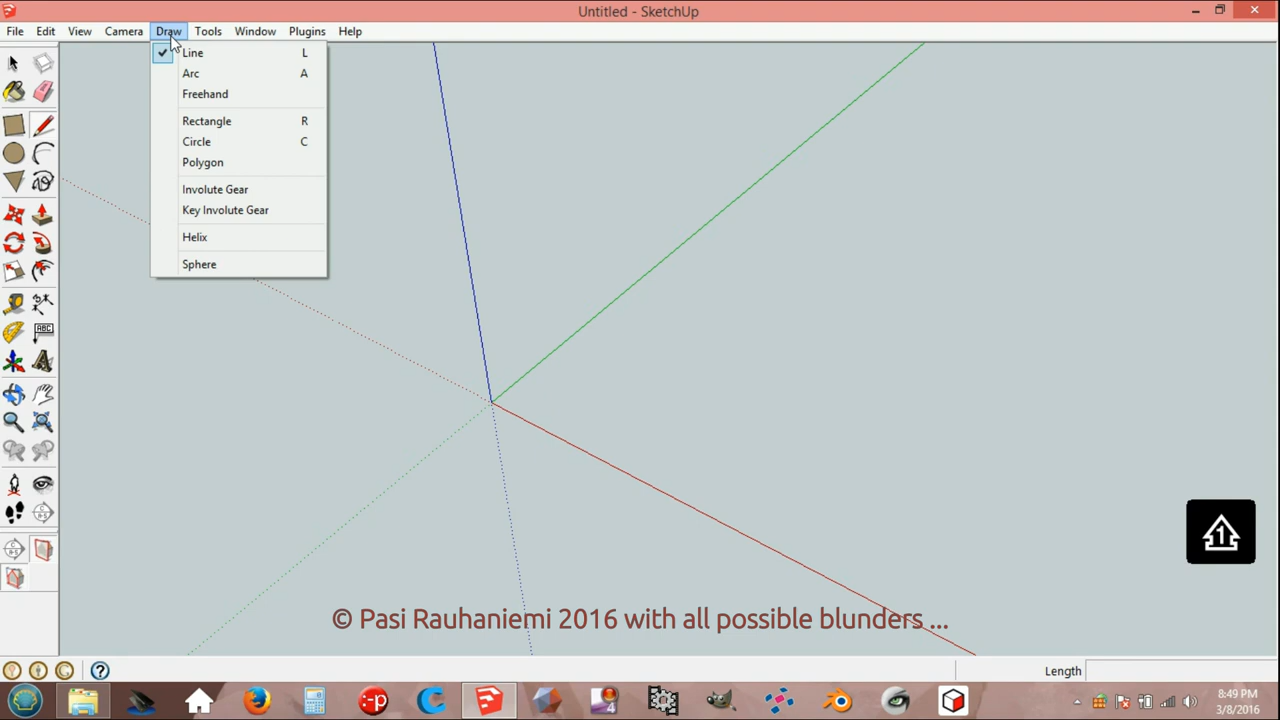 Untitled - SketchUp
File Edit View Camera Draw Tools Window Plugins Help
Line L
Arc A
Freehand
Rectangle R
Circle C
Polygon
Involute Gear
Key Involute Gear
Helix
Sphere
ABC
1
© Pasi Rauhaniemi 2016 with all possible blunders ...
Length
8:49 PM
3/8/2016